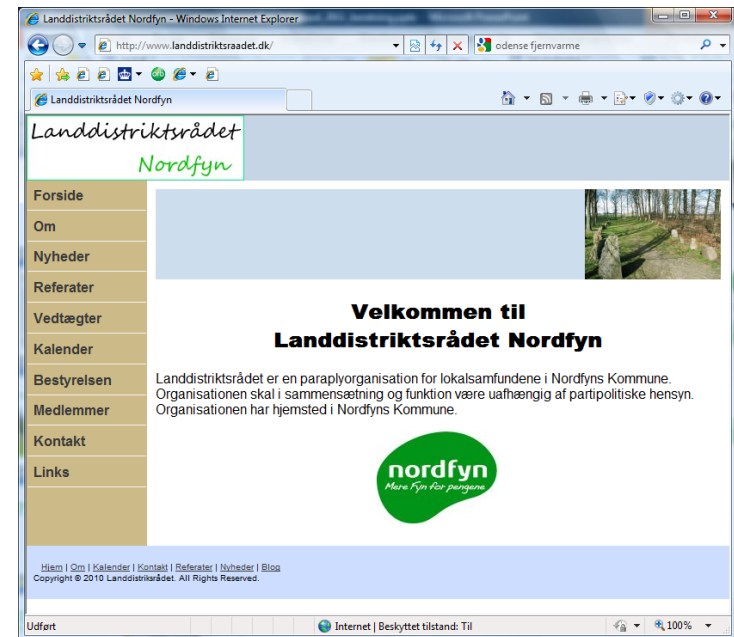 Landdistriktsrådet Nordfyn - Windows Internet Explorer
http://www.landdistriktsraadet.dk/
odense fjernvarme
Landdistriktsrådet Nordfyn
Landdistriktsrådet
Nordfyn
Forside
Om
Nyheder
Referater
Vedtægter
Kalender
Bestyrelsen
Medlemmer
Kontakt
Links
Velkommen til
Landdistriktsrådet Nordfyn
Landdistriktsrådet er en paraplyorganisation for lokalsamfundene i Nordfyns Kommune.
Organisationen skal i sammensætning og funktion være uafhængig af partipolitiske hensyn.
Organisationen har hjemsted i Nordfyns Kommune.
nordfyn
Mere Fyn for pengene
Hjem | Om | Kalender | Kontakt | Referater | Nyheder | Blog
Copyright © 2010 Landdistriksrådet. All Rights Reserved.
Udført
Internet | Beskyttet tilstand: Til
100%